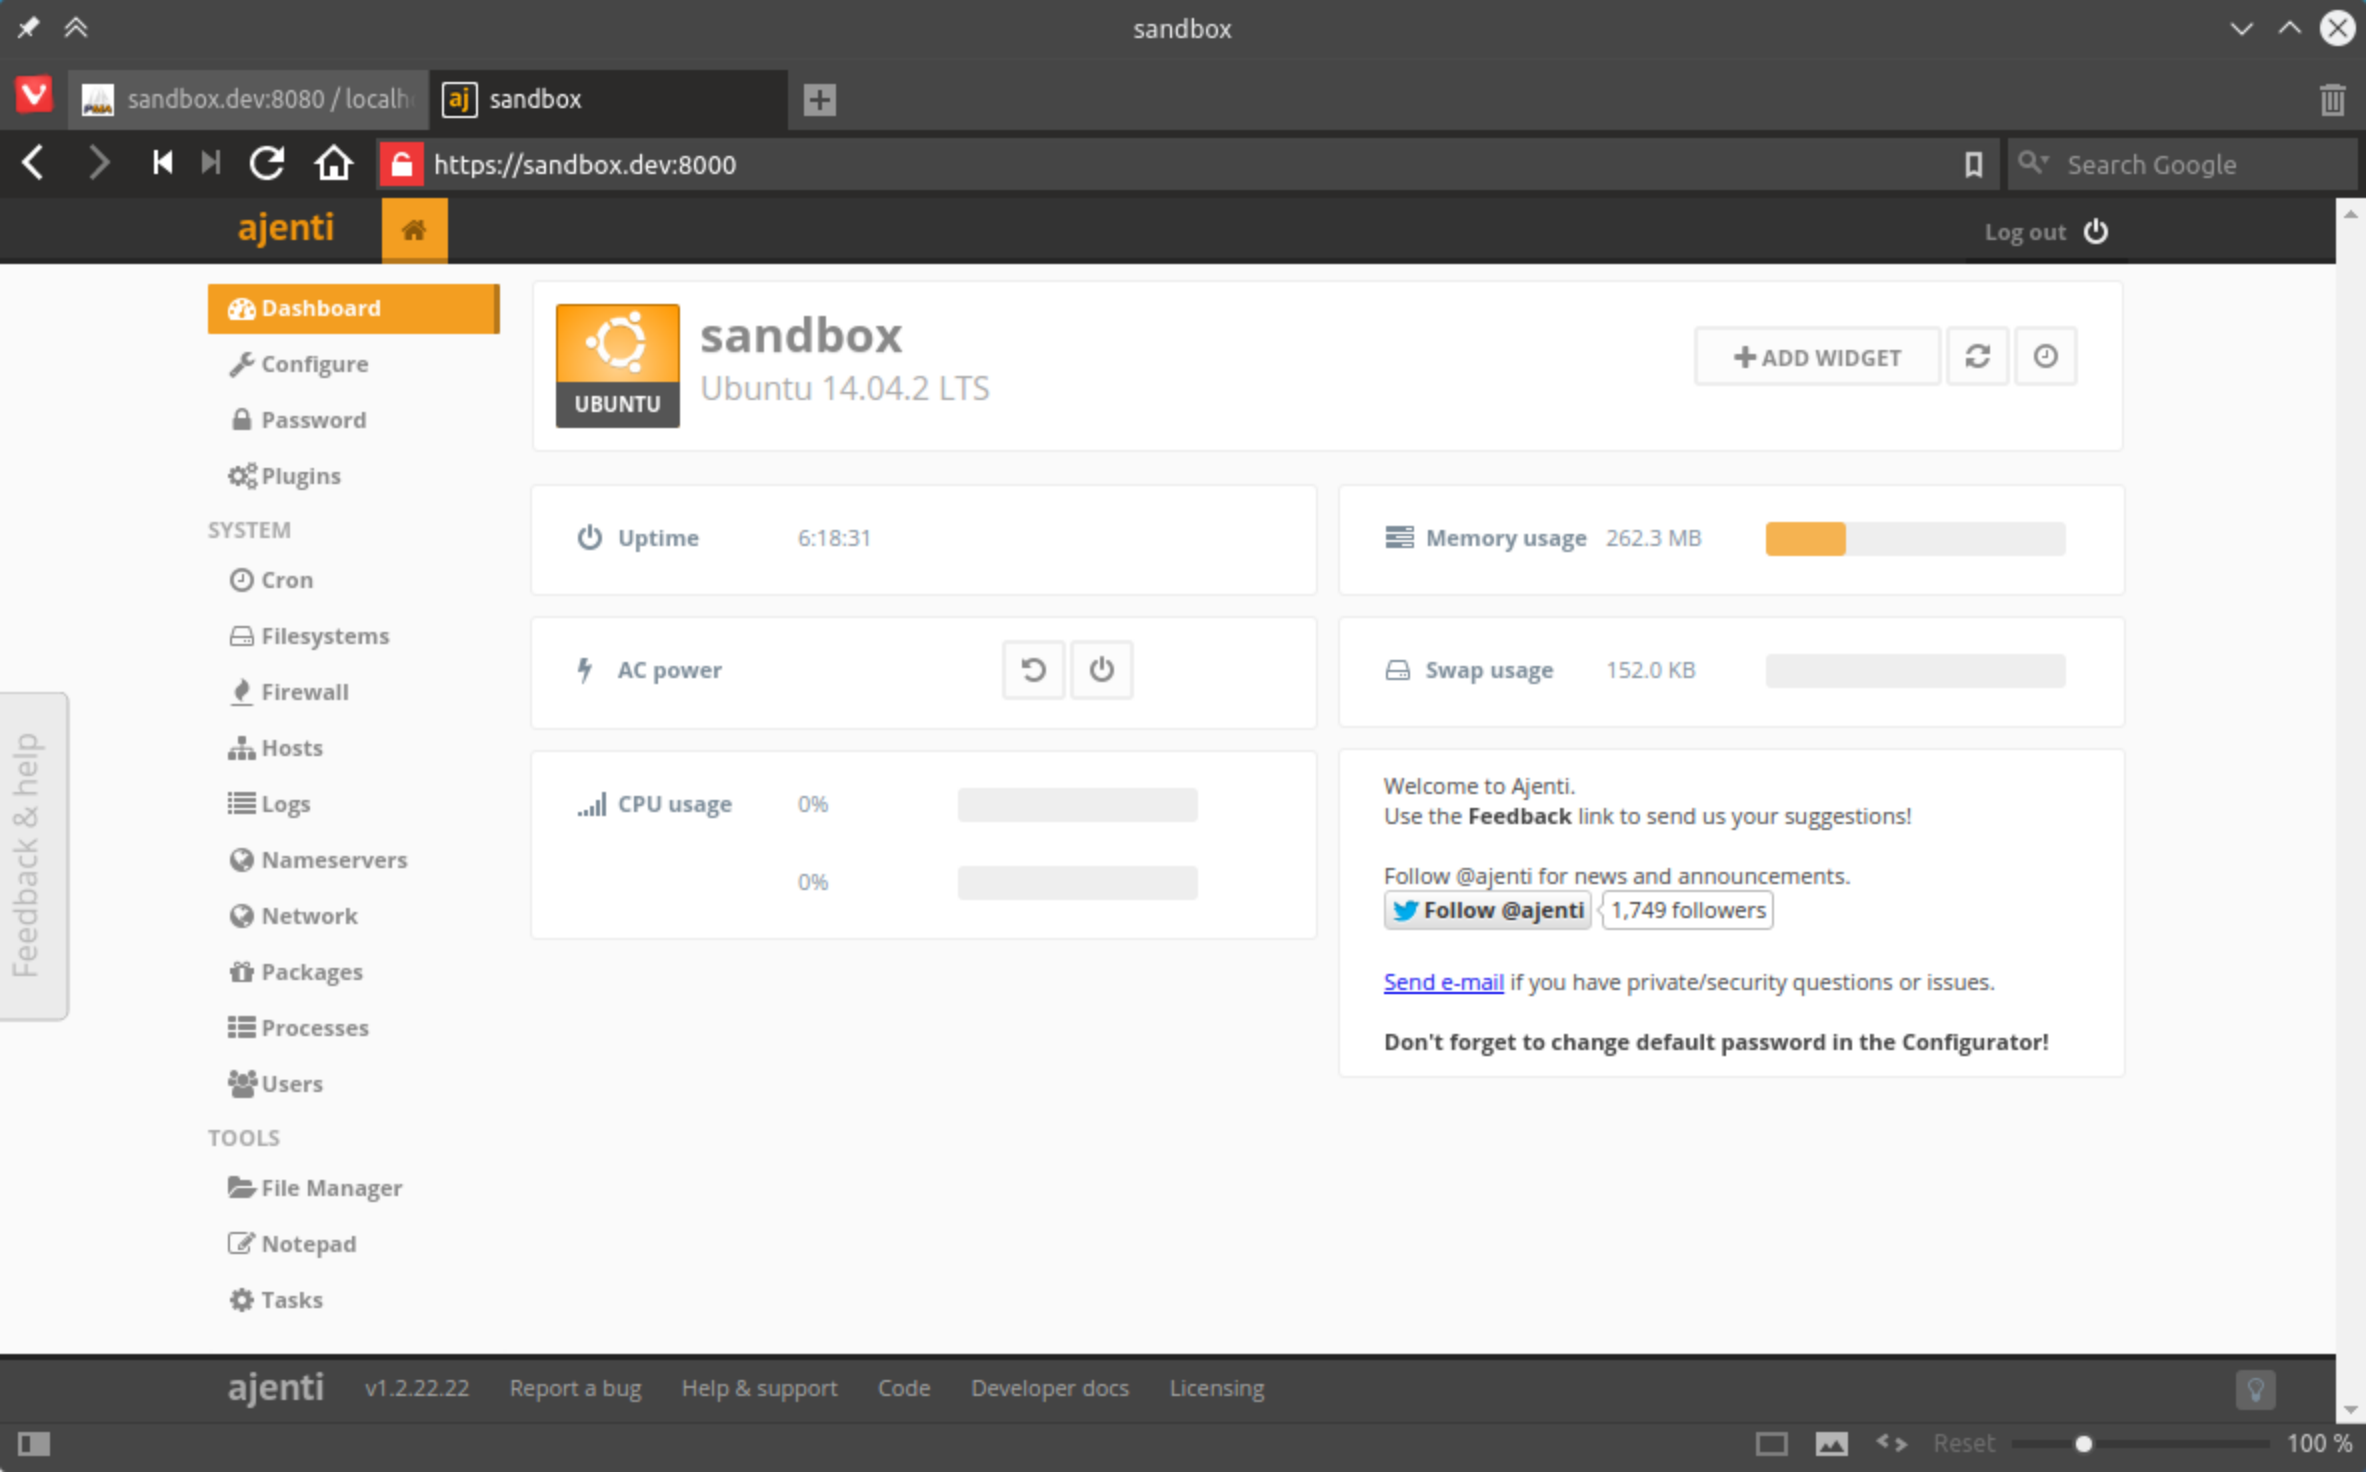 sandbox
sandbox.dev:8080 / localh
aj sandbox
https://sandbox.dev:8000
Search Google
ajenti
Log out
Dashboard
Configure
Password
Plugins
SYSTEM
Cron
Filesystems
Firewall
Hosts
Logs
Nameservers
Network
Packages
Processes
Users
TOOLS
File Manager
Notepad
Tasks
Feedback & help
UBUNTU
sandbox
Ubuntu 14.04.2 LTS
ADD WIDGET
Uptime 6:18:31
AC power
CPU usage 0%
0%
Memory usage 262.3 MB
Swap usage 152.0 KB
Welcome to Ajenti.
Use the Feedback link to send us your suggestions!
Follow @ajenti for news and announcements.
Follow @ajenti 1,749 followers
Send e-mail if you have private/security questions or issues.
Don't forget to change default password in the Configurator!
ajenti v1.2.22.22 Report a bug Help & support Code Developer docs Licensing
Reset 100 %